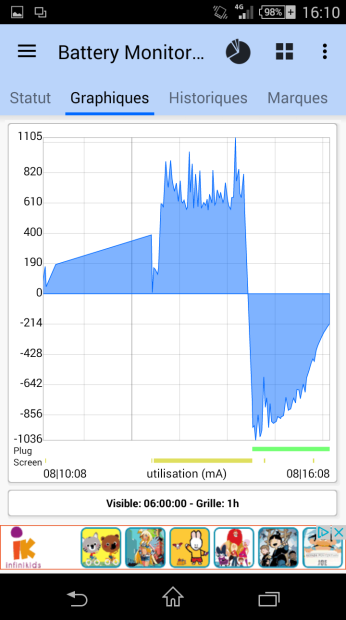 4G 98% 16:10
Battery Monitor...
Statut Graphiques Historiques Marques
1105
820
610
400
190
0
-214
-428
-642
-856
-1036
Plug
Screen
08|10:08 utilisation (mA) 08|16:08
Visible: 06:00:00 - Grille: 1h
infinikids